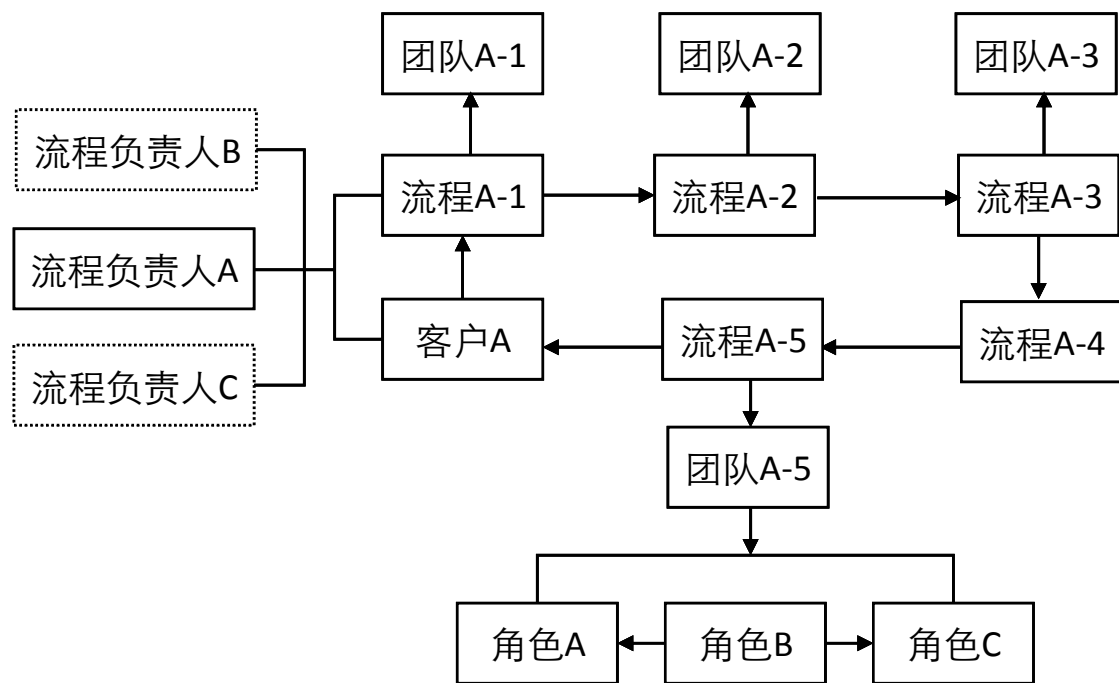 团队A-1
团队A-2
团队A-3
流程负责人B
流程A-1
流程A-2
流程A-3
流程负责人A
客户A
流程A-5
流程A-4
流程负责人C
团队A-5
角色A
角色B
角色C